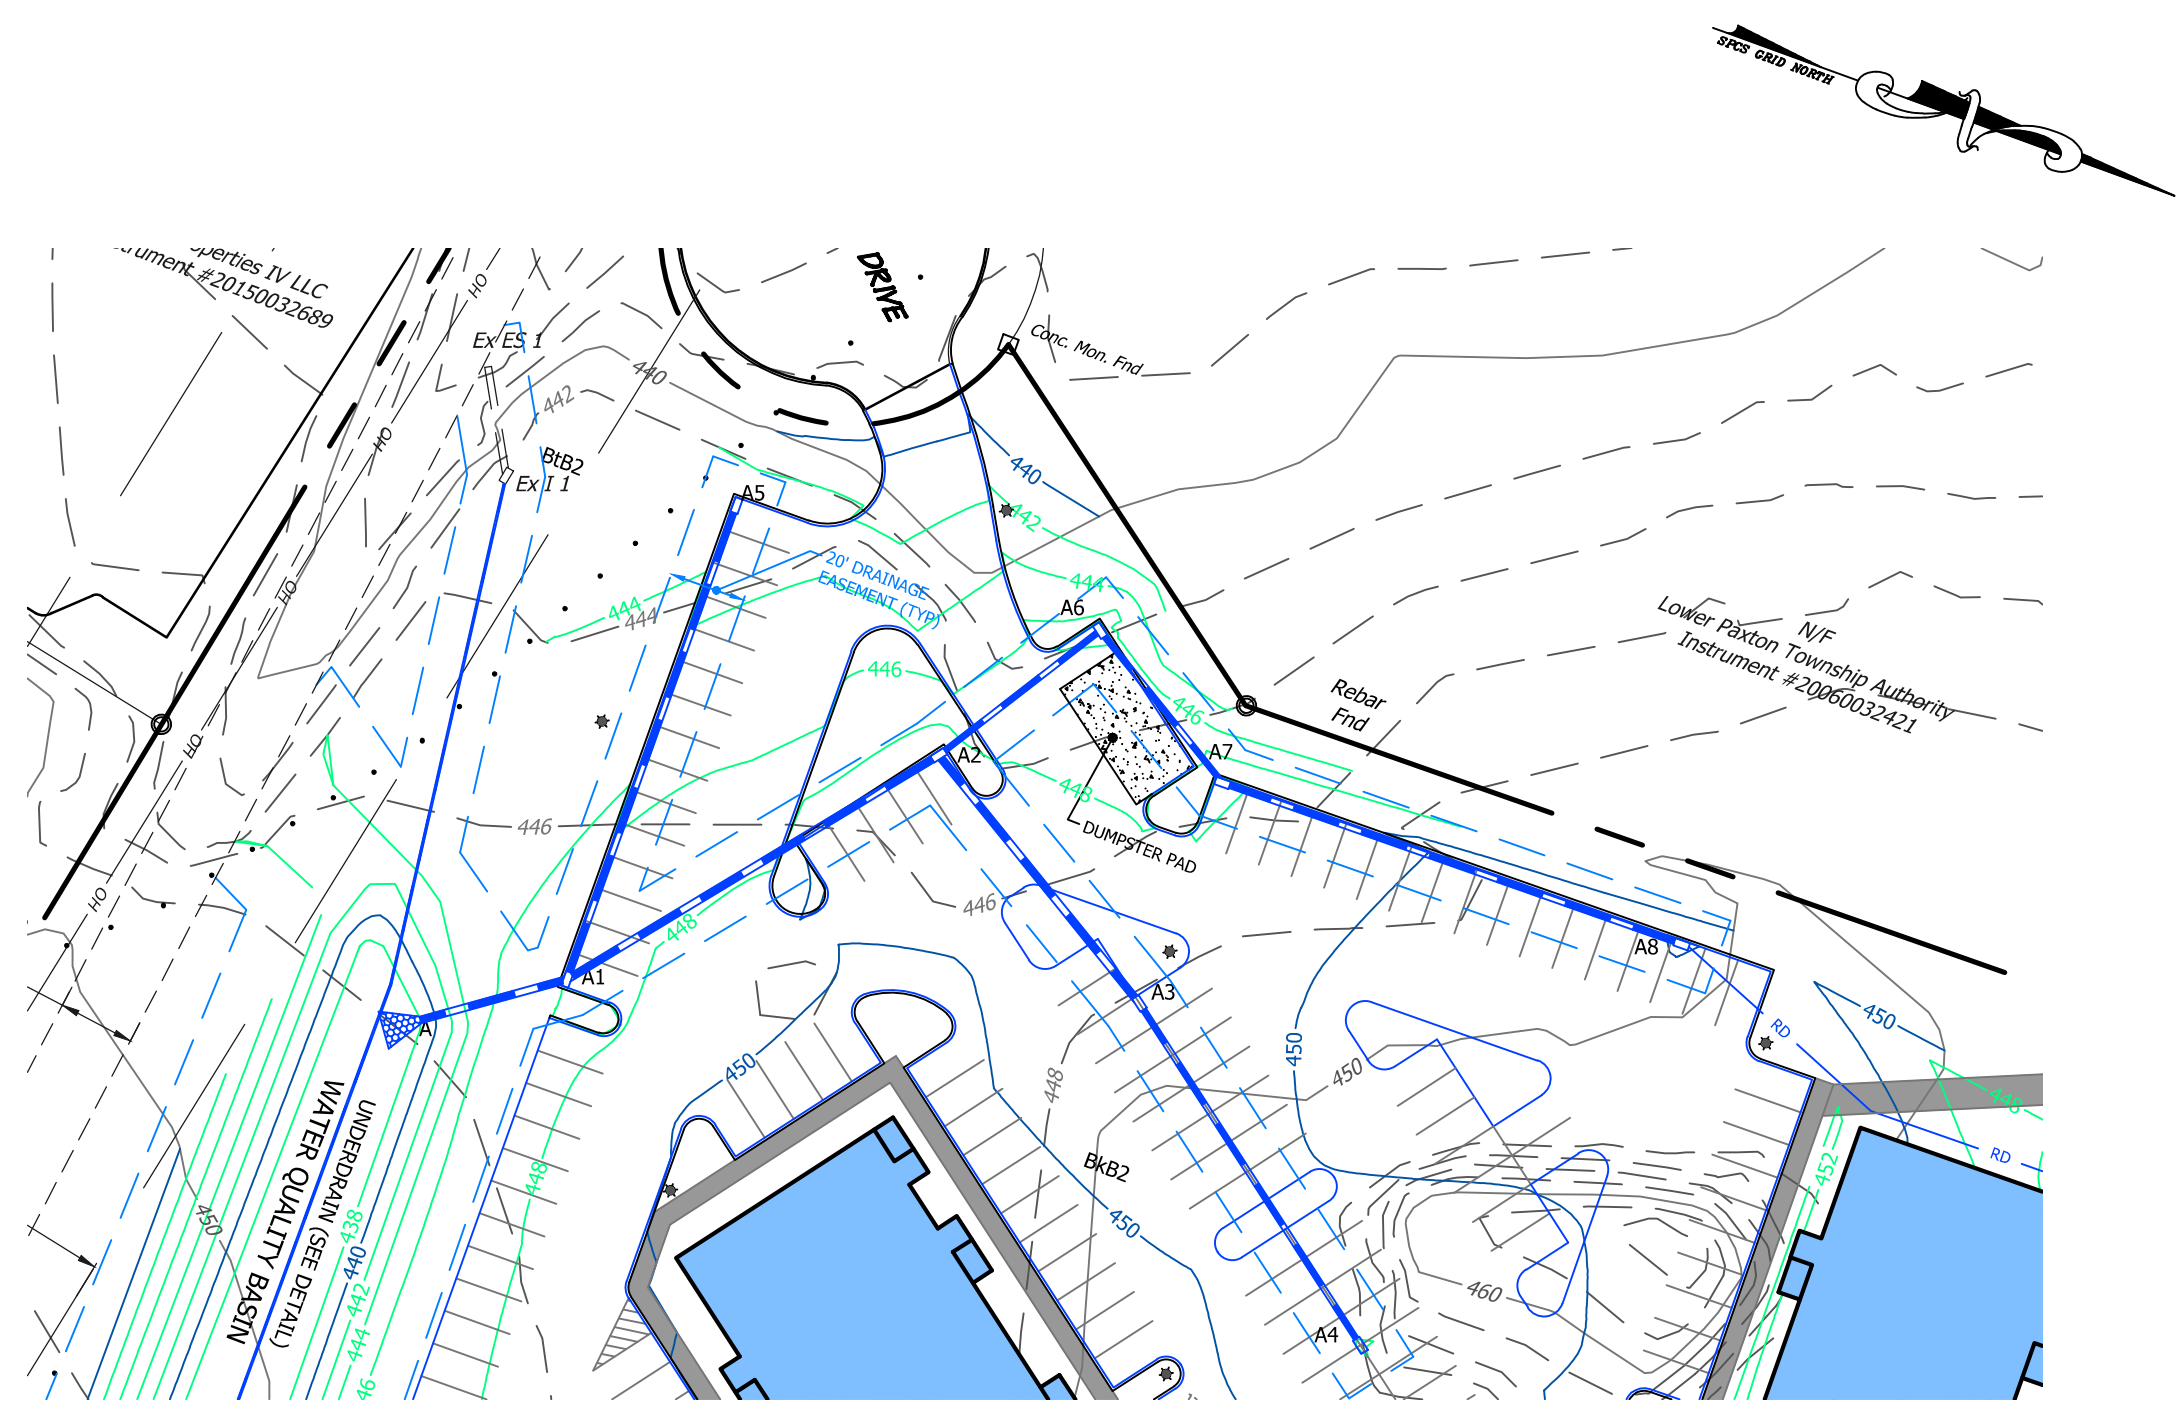 SPCS GRID NORTH
perties IV LLC
trument #20150032689
HO
DRIVE
Conc. Mon. Fnd
Ex ES 1
440
442
HO
BtB2
Ex I 1
A5
440
442
20' DRAINAGE
EASEMENT (TYP)
HO
444
444
444
A6
N/F
Lower Paxton Township Authority
Instrument #20060032421
446
Rebar
Fnd
446
HO
A2
A7
448
446
DUMPSTER PAD
HO
446
448
A8
A1
A3
A
450
450
450
450
RD
448
448
RD
UNDERDRAIN (SEE DETAIL)
WATER QUALITY BASIN
BkB2
452
448
450
450
438
440
442
444
46
460
A4